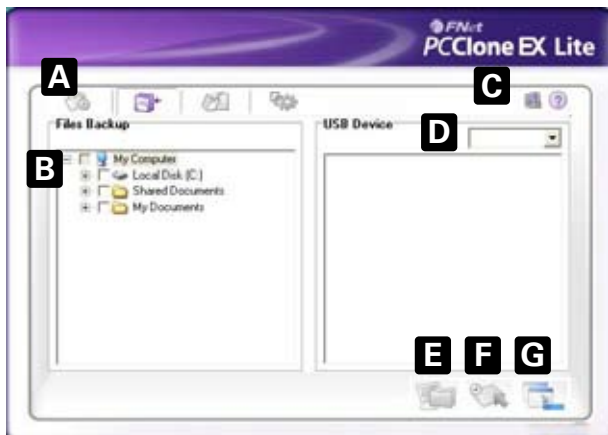 FNet
PCClone EX Lite
A
C
Files Backup
USB Device
D
B
My Computer
Local Disk (C:)
Shared Documents
My Documents
E F G